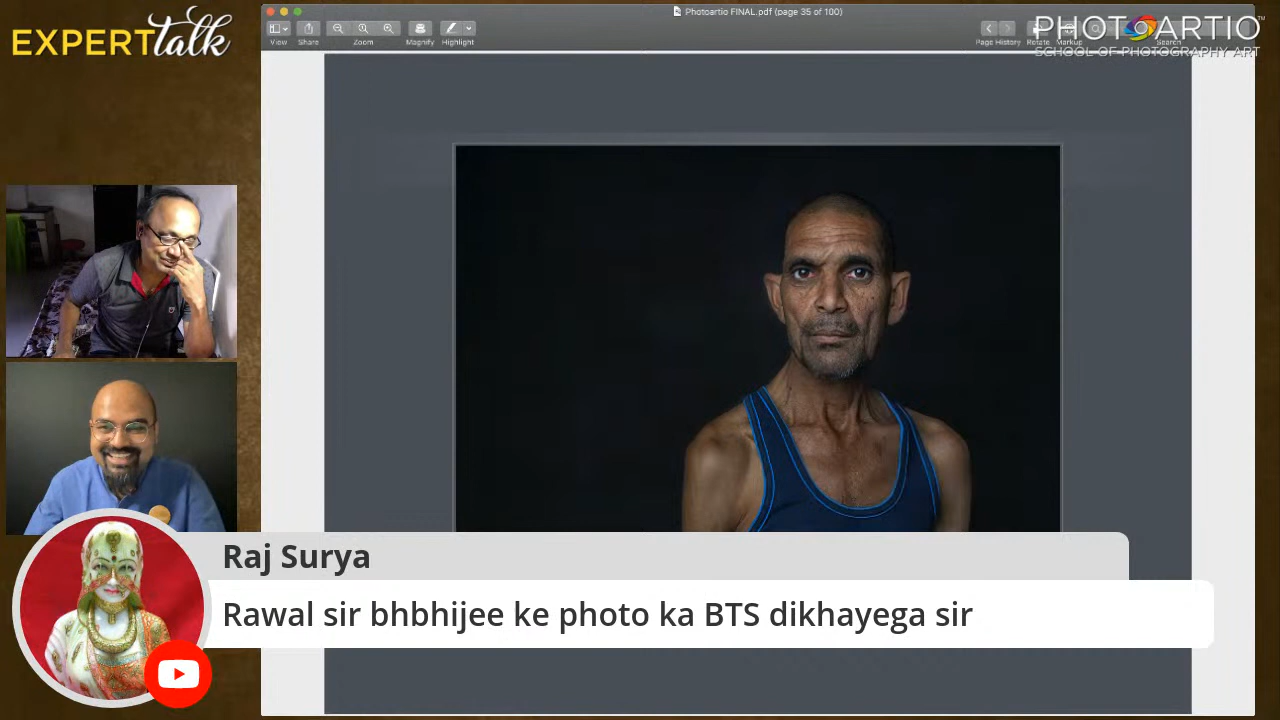 EXPERTtalk
Photoartio FINAL.pdf (page 35 of 100)
View
Share
Zoom
Magnify
Highlight
Page History
Rotate
Markup
Search
PHOTOARTIO™
SCHOOL OF PHOTOGRAPHY ART
Raj Surya
Rawal sir bhbhijee ke photo ka BTS dikhayega sir